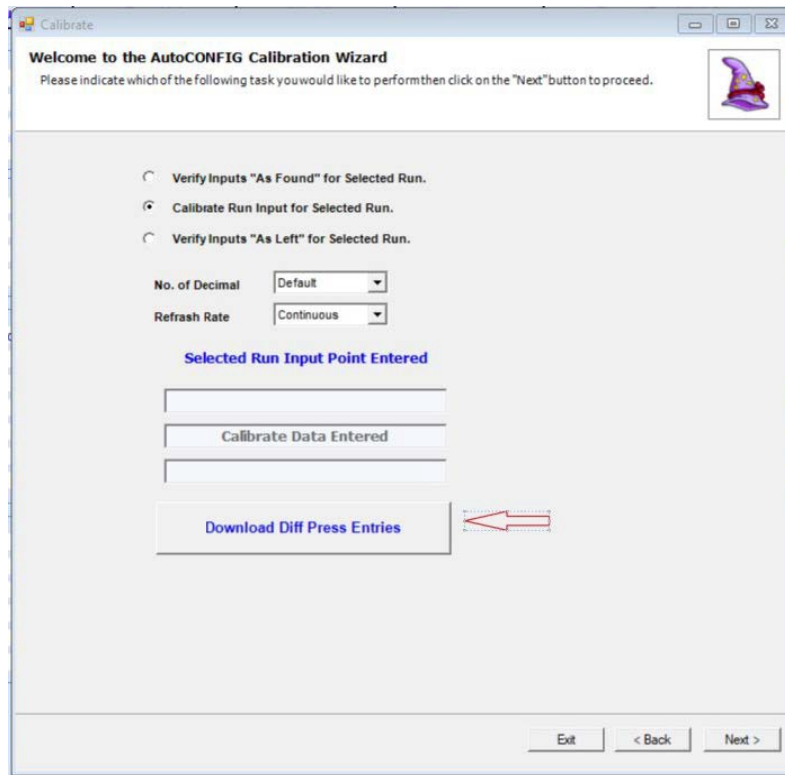 Calibrate
Welcome to the AutoCONFIG Calibration Wizard
Please indicate which of the following task you would like to perform then click on the "Next" button to proceed.
Verify Inputs "As Found" for Selected Run.
Calibrate Run Input for Selected Run.
Verify Inputs "As Left" for Selected Run.
No. of Decimal Default
Refrash Rate Continuous
Selected Run Input Point Entered
Calibrate Data Entered
Download Diff Press Entries
Exit < Back Next >